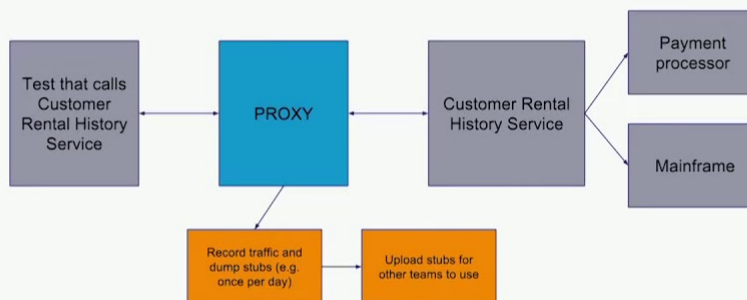 Test that calls
Customer
Rental History
Service
PROXY
Customer Rental
History Service
Payment
processor
Mainframe
Record traffic and
dump stubs (e.g.
once per day)
Upload stubs for
other teams to use